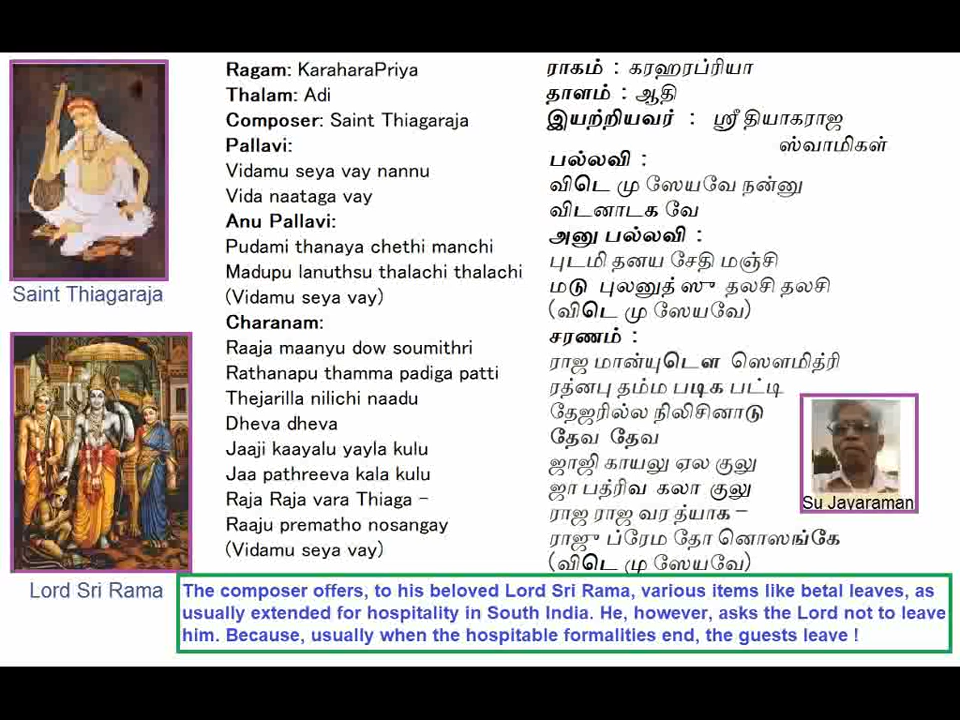 Saint Thiagaraja
Lord Sri Rama
Ragam: KaraharaPriya
Thalam: Adi
Composer: Saint Thiagaraja
Pallavi:
Vidamu seya vay nannu
Vida naataga vay
Anu Pallavi:
Pudami thanaya chethi manchi
Madupu lanuthsu thalachi thalachi
(Vidamu seya vay)
Charanam:
Raaja maanyu dow soumithri
Rathanapu thamma padiga patti
Thejarilla nilichi naadu
Dheva dheva
Jaaji kaayalu yayla kulu
Jaa pathreeva kala kulu
Raja Raja vara Thiaga –
Raaju prematho nosangay
(Vidamu seya vay)
ராகம் : கரஹரப்ரியா
தாளம் : ஆதி
இயற்றியவர் : ஸ்ரீ தியாகராஜ
ஸ்வாமிகள்
பல்லவி :
விடெ மு ஸேயவே நன்னு
விடனாடக வே
அனு பல்லவி :
புடமி தனய சேதி மஞ்சி
மடு புலனுத் ஸு தலசி தலசி
(விடெ மு ஸேயவே)
சரணம் :
ராஜ மான்யுடௌ ஸௌமித்ரி
ரத்னபு தம்ம படிக பட்டி
தேஜரில்ல நிலிசினாடு
தேவ தேவ
ஜாஜி காயலு ஏல குலு
ஜா பத்ரிவ கலா குலு
ராஜ ராஜ வர த்யாக –
ராஜு ப்ரேம தோ னொஸங்கே
(விடெ மு ஸேயவே)
Su Jayaraman
The composer offers, to his beloved Lord Sri Rama, various items like betal leaves, as
usually extended for hospitality in South India. He, however, asks the Lord not to leave
him. Because, usually when the hospitable formalities end, the guests leave !